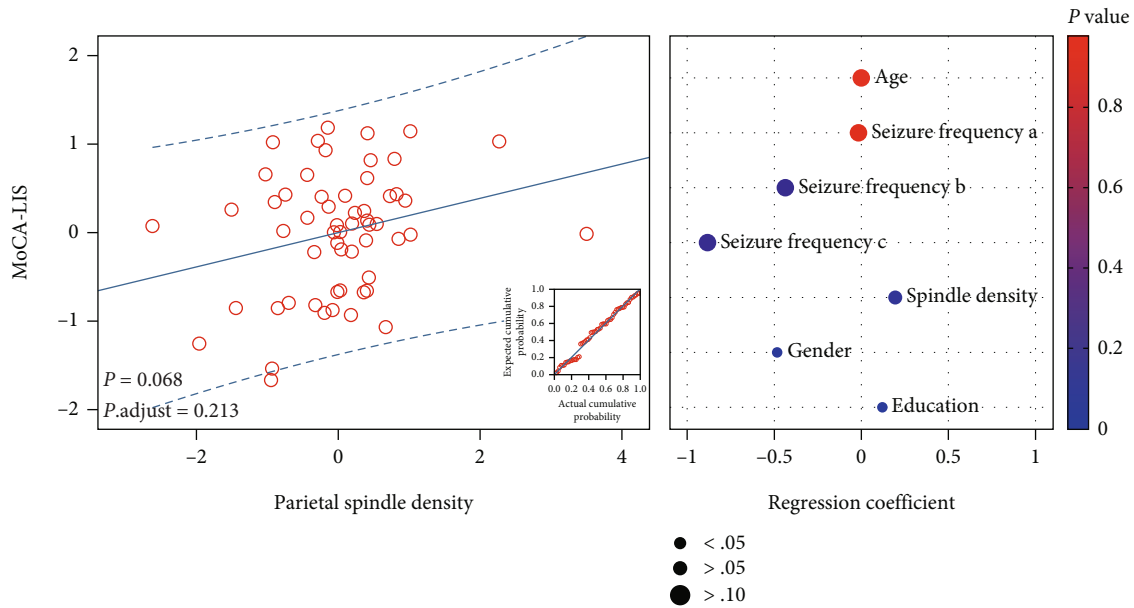 P value
2
1
0
−1
−2
MoCA-LIS
P = 0.068
P.adjust = 0.213
−2
0
2
4
Parietal spindle density
1.0
0.8
0.6
0.4
0.2
0.0
Expected cumulative
probability
0.0 0.2 0.4 0.6 0.8 1.0
Actual cumulative
probability
Age
Seizure frequency a
Seizure frequency b
Seizure frequency c
Spindle density
Gender
Education
−1
−0.5
0
0.5
1
Regression coefficient
0.8
0.6
0.4
0.2
0
< .05
> .05
> .10